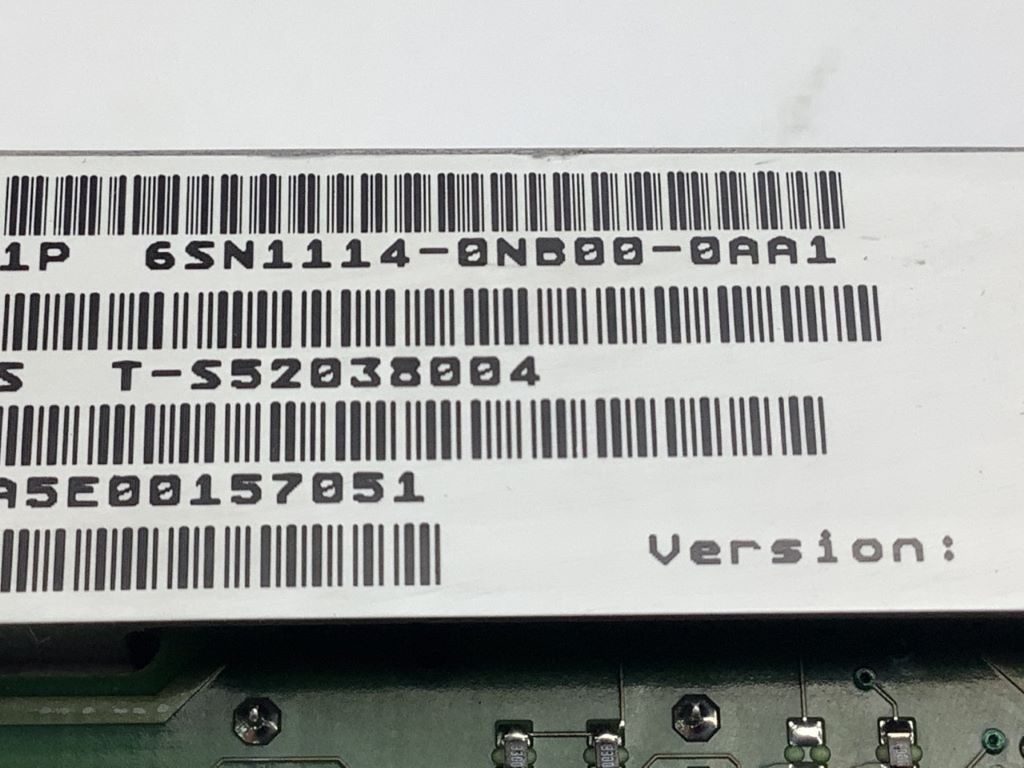 1P 6SN1114-0NB00-0AA1
S T-S52038004
A5E00157051
Version: